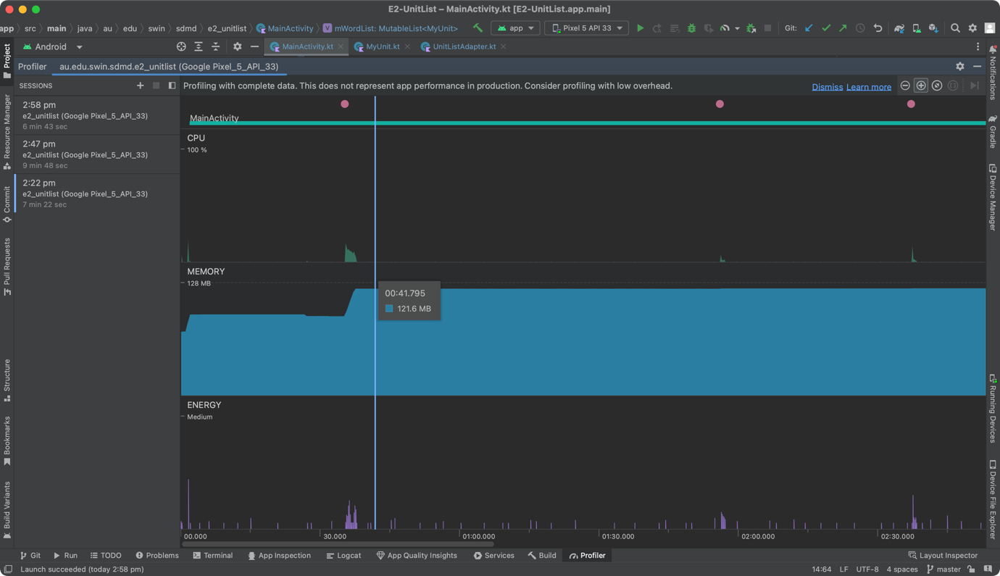 E2-UnitList – MainActivity.kt [E2-UnitList.app.main]
app src main java au edu swin sdmd e2_unitlist MainActivity mWordList: MutableList<MyUnit> app Pixel 5 API 33 Git:
Android MainActivity.kt MyUnit.kt UnitListAdapter.kt
Profiler au.edu.swin.sdmd.e2_unitlist (Google Pixel_5_API_33)
SESSIONS
Profiling with complete data. This does not represent app performance in production. Consider profiling with low overhead. Dismiss Learn more
2:58 pm
e2_unitlist (Google Pixel_5_API_33)
6 min 43 sec
2:47 pm
e2_unitlist (Google Pixel_5_API_33)
9 min 48 sec
2:22 pm
e2_unitlist (Google Pixel_5_API_33)
7 min 22 sec
MainActivity
CPU
100 %
MEMORY
128 MB
00:41.795
121.6 MB
ENERGY
Medium
00.000 30.000 01:00.000 01:30.000 02:00.000 02:30.000
Project
Resource Manager
Commit
Pull Requests
Structure
Bookmarks
Build Variants
Notifications
Gradle
Device Manager
Running Devices
Device File Explorer
Git Run TODO Problems Terminal App Inspection Logcat App Quality Insights Services Build Profiler Layout Inspector
Launch succeeded (today 2:58 pm) 14:64 LF UTF-8 4 spaces master